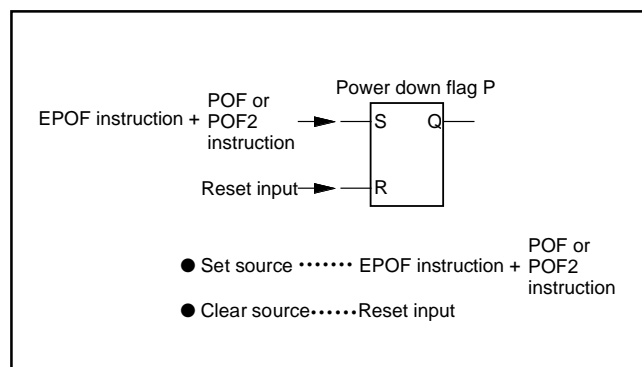 Power down flag P
EPOF instruction + POF or
POF2
instruction
S Q
Reset input
R
● Set source ······· EPOF instruction + POF or
POF2
instruction
● Clear source ······ Reset input